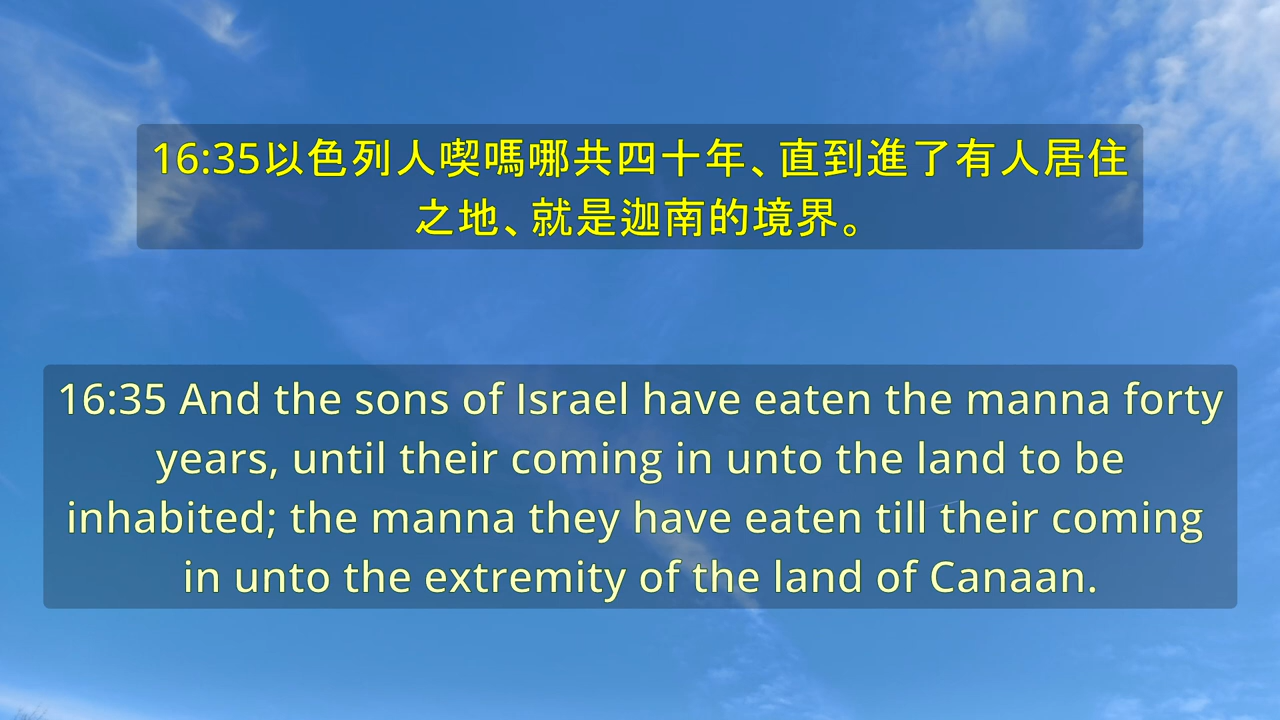 16:35以色列人喫嗎哪共四十年、直到進了有人居住
之地、就是迦南的境界。
16:35 And the sons of Israel have eaten the manna forty
years, until their coming in unto the land to be
inhabited; the manna they have eaten till their coming
in unto the extremity of the land of Canaan.